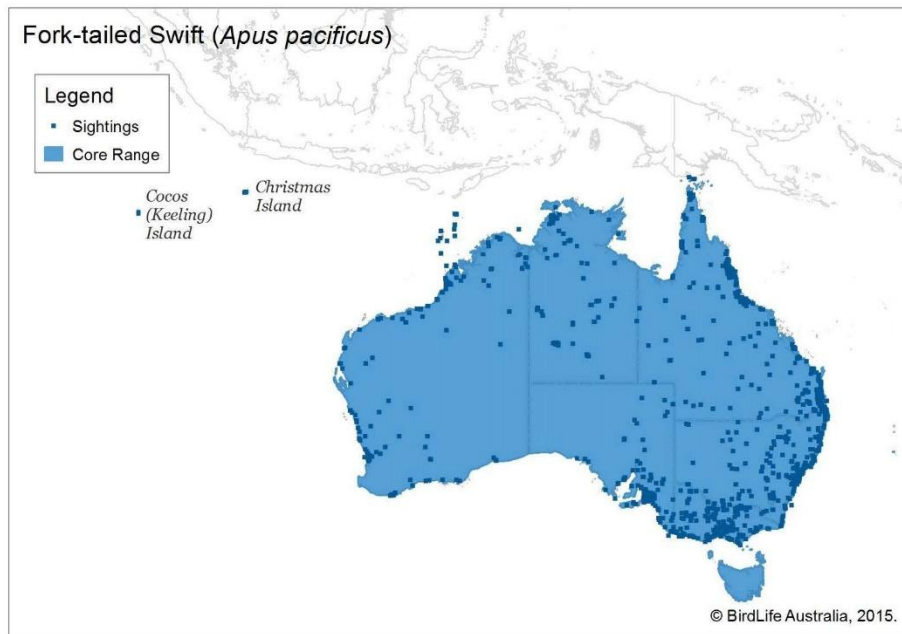 Fork-tailed Swift (Apus pacificus)
Legend
Sightings
Core Range
Cocos
(Keeling)
Island
Christmas
Island
© BirdLife Australia, 2015.